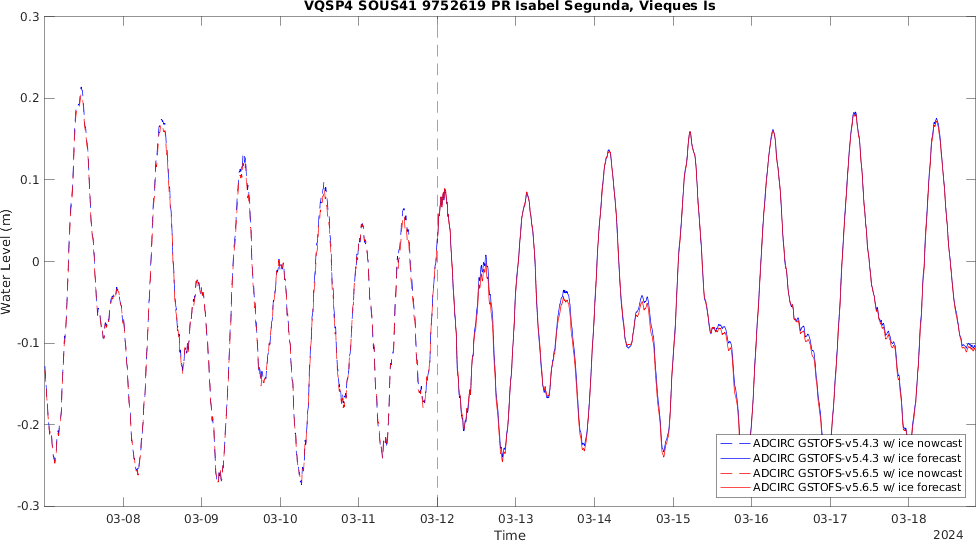 VQSP4 SOUS41 9752619 PR Isabel Segunda, Vieques Is
0.3
0.2
0.1
0
-0.1
-0.2
-0.3
Water Level (m)
ADCIRC GSTOFS-v5.4.3 w/ ice nowcast
ADCIRC GSTOFS-v5.4.3 w/ ice forecast
ADCIRC GSTOFS-v5.6.5 w/ ice nowcast
ADCIRC GSTOFS-v5.6.5 w/ ice forecast
03-08 03-09 03-10 03-11 03-12 03-13 03-14 03-15 03-16 03-17 03-18
Time
2024